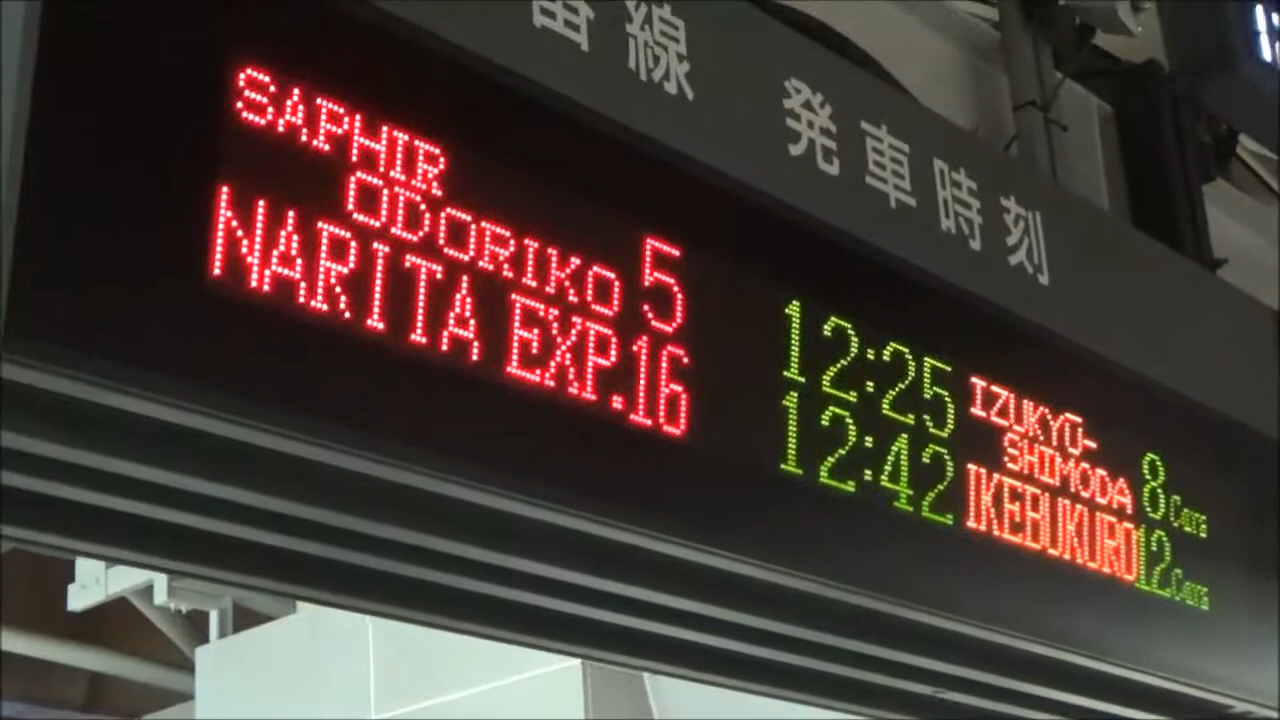 番線 発車時刻
SAPHIR ODORIKO 5 12:25 IZUKYŪ-SHIMODA 8 Cars
NARITA EXP.16 12:42 IKEBUKURO 12 Cars